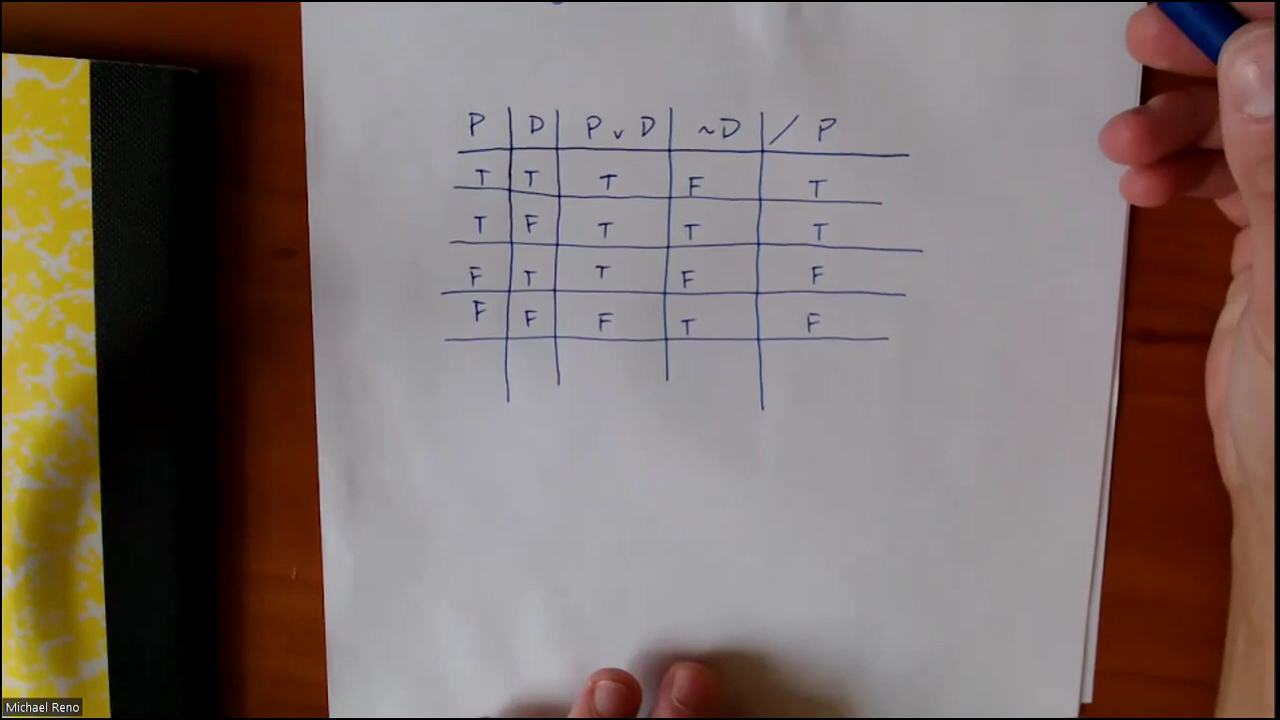 P D P v D ~D / P
T T T F T
T F T T T
F T T F F
F F F T F
Michael Reno